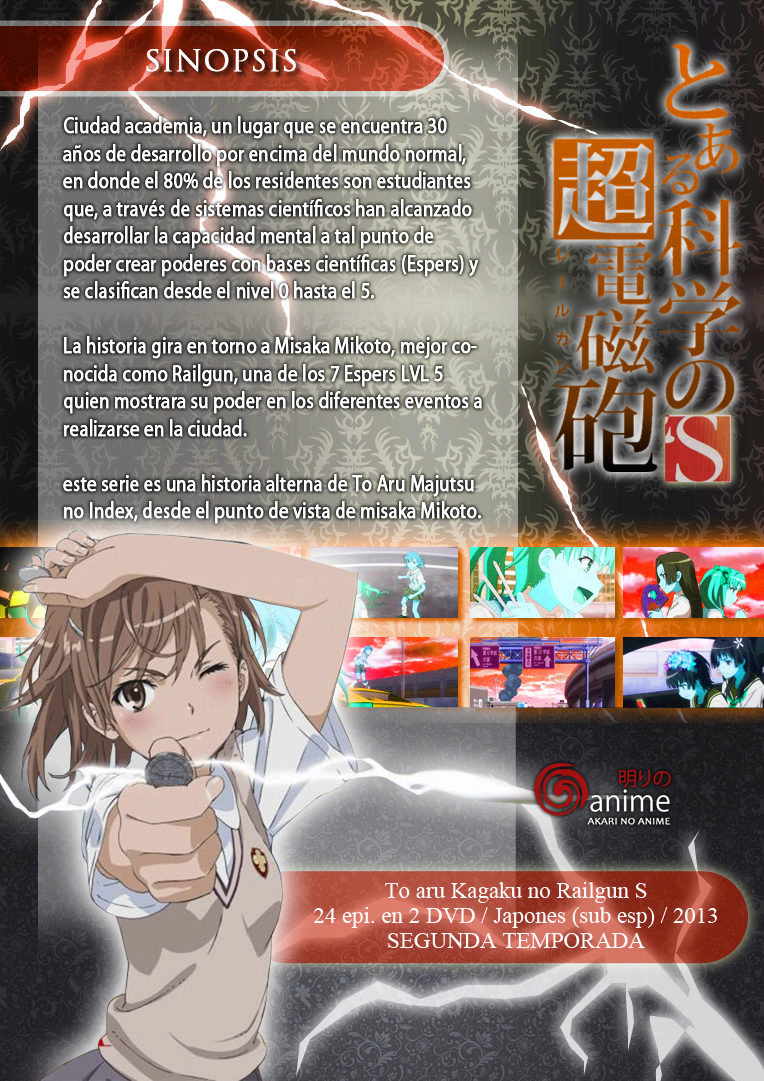 SINOPSIS
Ciudad academia, un lugar que se encuentra 30
años de desarrollo por encima del mundo normal,
en donde el 80% de los residentes son estudiantes
que, a través de sistemas científicos han alcanzado
desarrollar la capacidad mental a tal punto de
poder crear poderes con bases científicas (Espers) y
se clasifican desde el nivel 0 hasta el 5.
La historia gira en torno a Misaka Mikoto, mejor co-
nocida como Railgun, una de los 7 Espers LVL 5
quien mostrara su poder en los diferentes eventos a
realizarse en la ciudad.
este serie es una historia alterna de To Aru Majutsu
no Index, desde el punto de vista de misaka Mikoto.
とある科学の
超電磁砲
S
明りの
anime
AKARI NO ANIME
To aru Kagaku no Railgun S
24 epi. en 2 DVD / Japones (sub esp) / 2013
SEGUNDA TEMPORADA